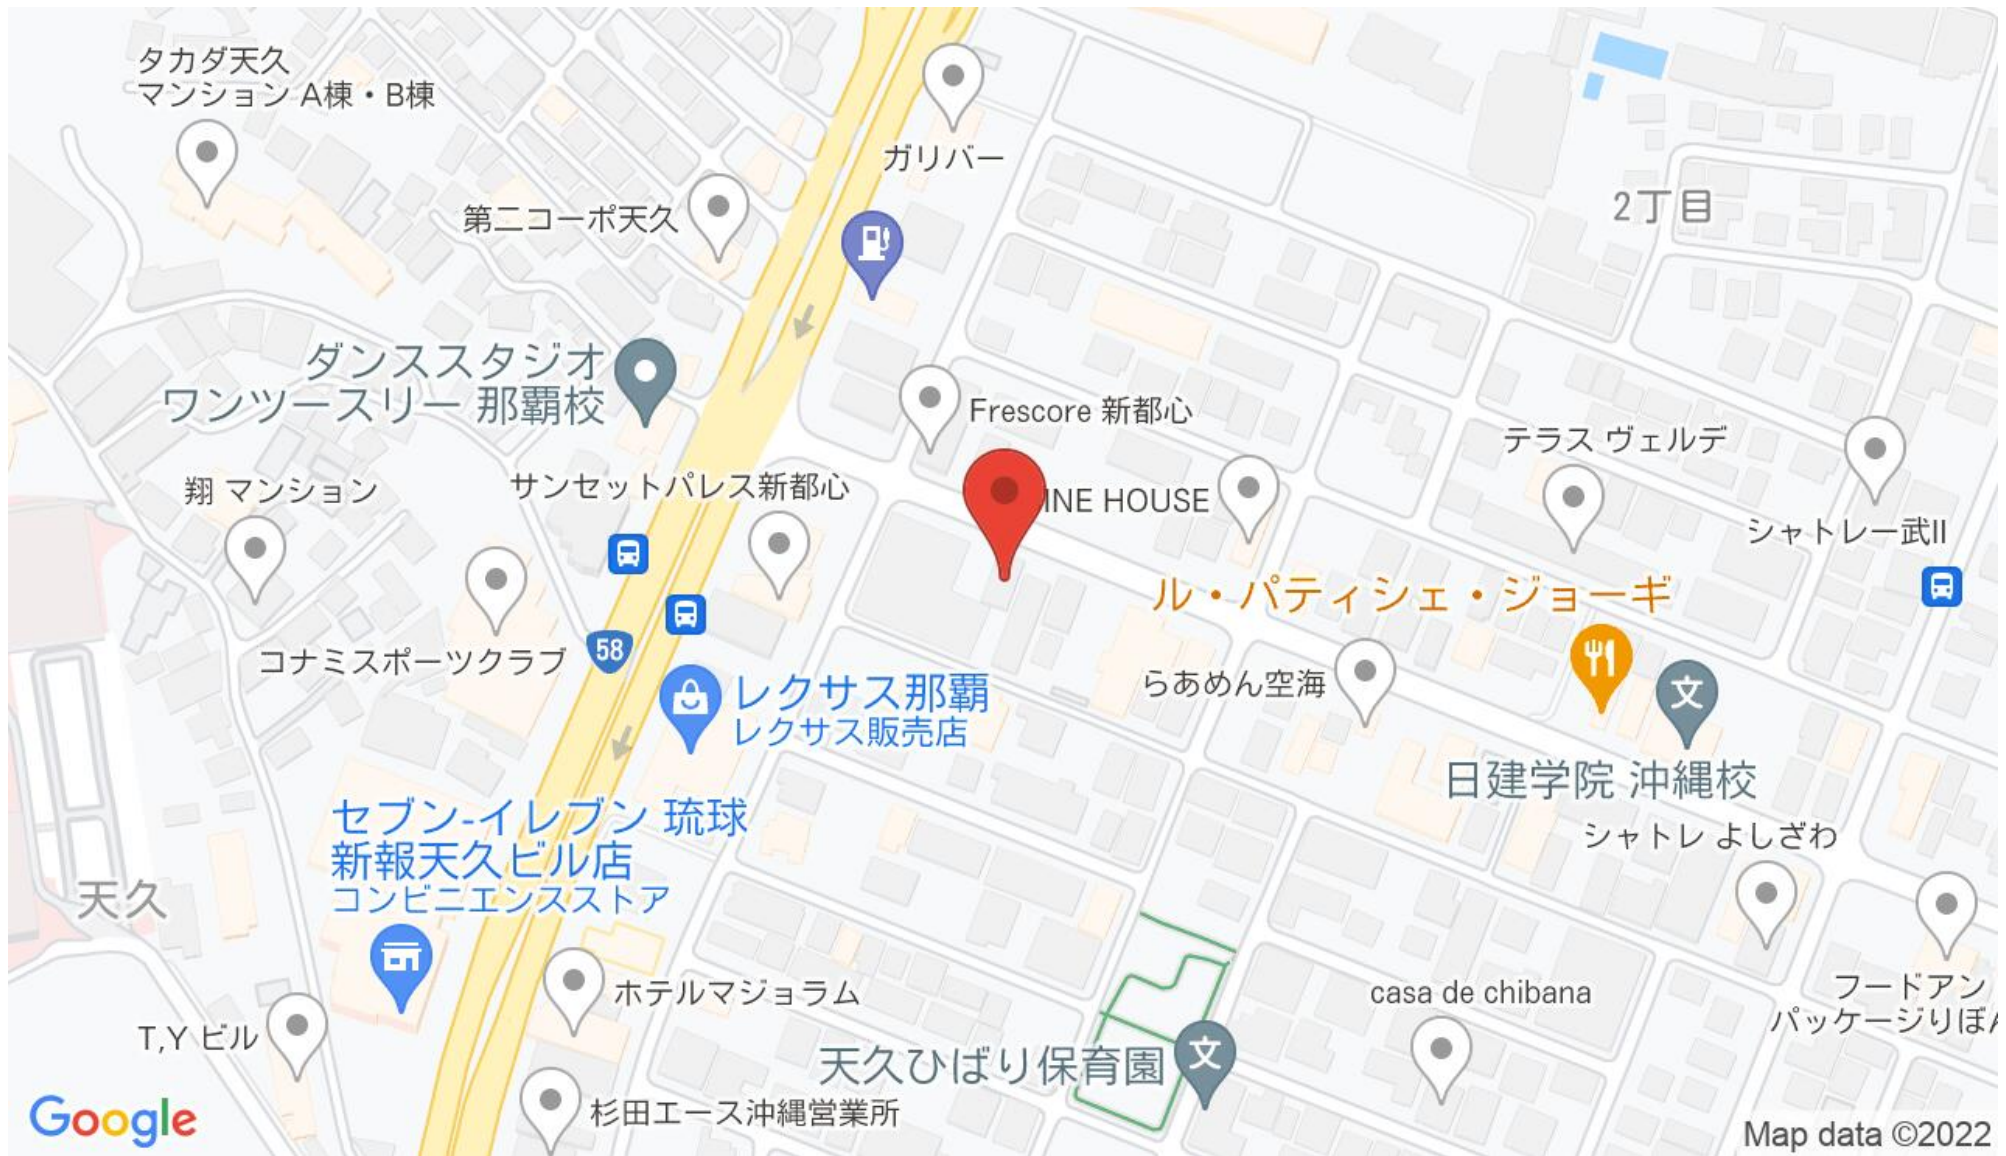 タカダ天久
マンション A棟・B棟
ガリバー
第二コーポ天久
2丁目
ダンススタジオ
ワンツースリー 那覇校
Frescore 新都心
テラス ヴェルデ
翔 マンション
サンセットパレス新都心
INE HOUSE
シャトレー武II
ル・パティシェ・ジョーギ
58
コナミスポーツクラブ
らあめん空海
文
レクサス那覇
レクサス販売店
日建学院 沖縄校
セブン-イレブン 琉球
新報天久ビル店
コンビニエンスストア
シャトレ よしざわ
天久
ホテルマジョラム
casa de chibana
フードアン
パッケージりぼん
T,Y ビル
天久ひばり保育園
文
杉田エース沖縄営業所
Google
Map data ©2022